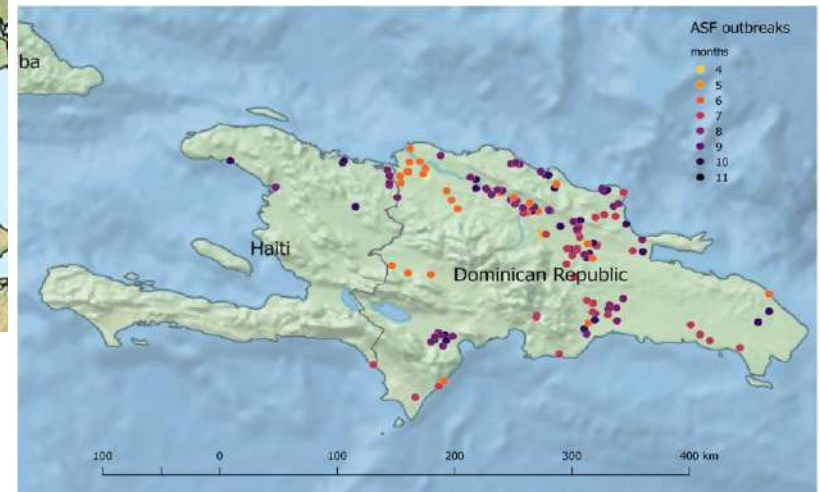 ba
ASF outbreaks
months
4
5
6
7
8
9
10
11
Haiti
Dominican Republic
100 0 100 200 300 400 km